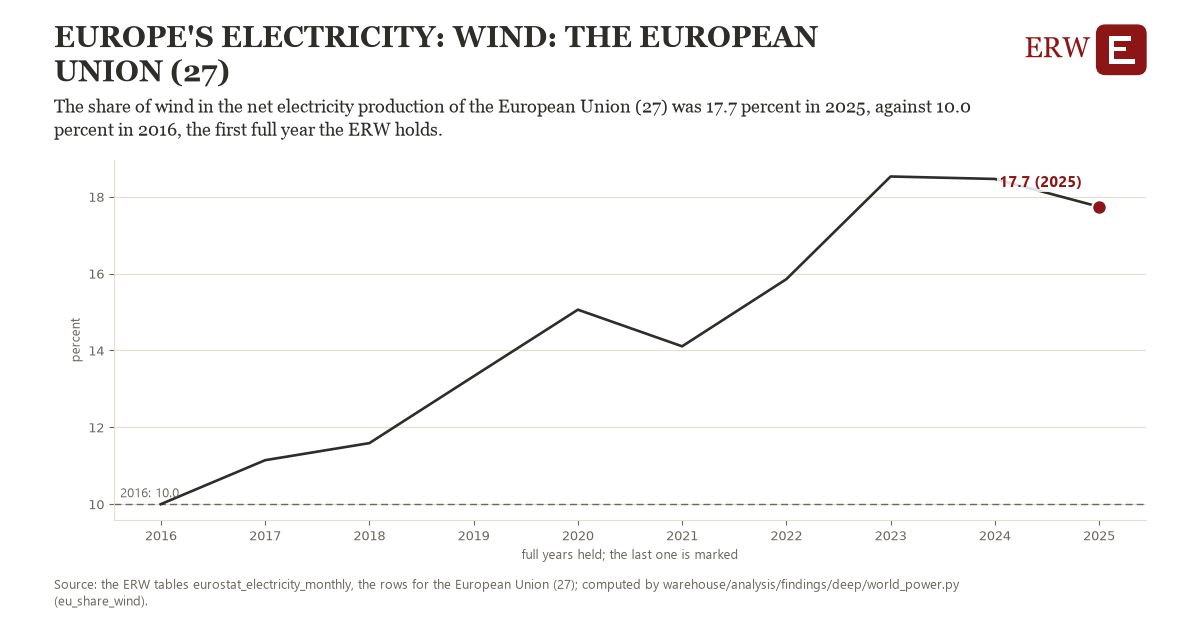 EUROPE'S ELECTRICITY: WIND: THE EUROPEAN
UNION (27)
ERW E
The share of wind in the net electricity production of the European Union (27) was 17.7 percent in 2025, against 10.0
percent in 2016, the first full year the ERW holds.
17.7 (2025)
18
16
14
12
10
percent
2016: 10.0
2016 2017 2018 2019 2020 2021 2022 2023 2024 2025
full years held; the last one is marked
Source: the ERW tables eurostat_electricity_monthly, the rows for the European Union (27); computed by warehouse/analysis/findings/deep/world_power.py
(eu_share_wind).